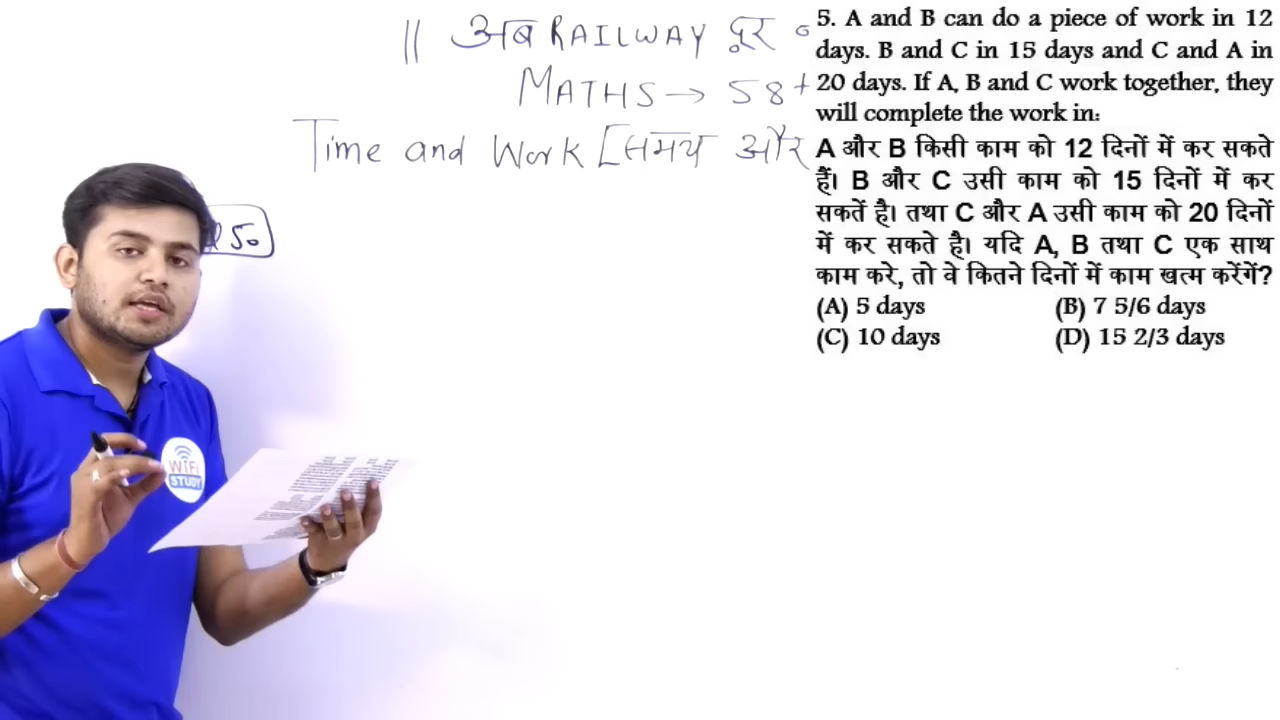 || अब RAILWAY दूर
MATHS → 58+
Time and Work [समय और
50
WiFi
STUDY
5. A and B can do a piece of work in 12
days. B and C in 15 days and C and A in
20 days. If A, B and C work together, they
will complete the work in:
A और B किसी काम को 12 दिनों में कर सकते
हैं। B और C उसी काम को 15 दिनों में कर
सकतें है। तथा C और A उसी काम को 20 दिनों
में कर सकते है। यदि A, B तथा C एक साथ
काम करे, तो वे कितने दिनों में काम खत्म करेंगें?
(A) 5 days (B) 7 5/6 days
(C) 10 days (D) 15 2/3 days